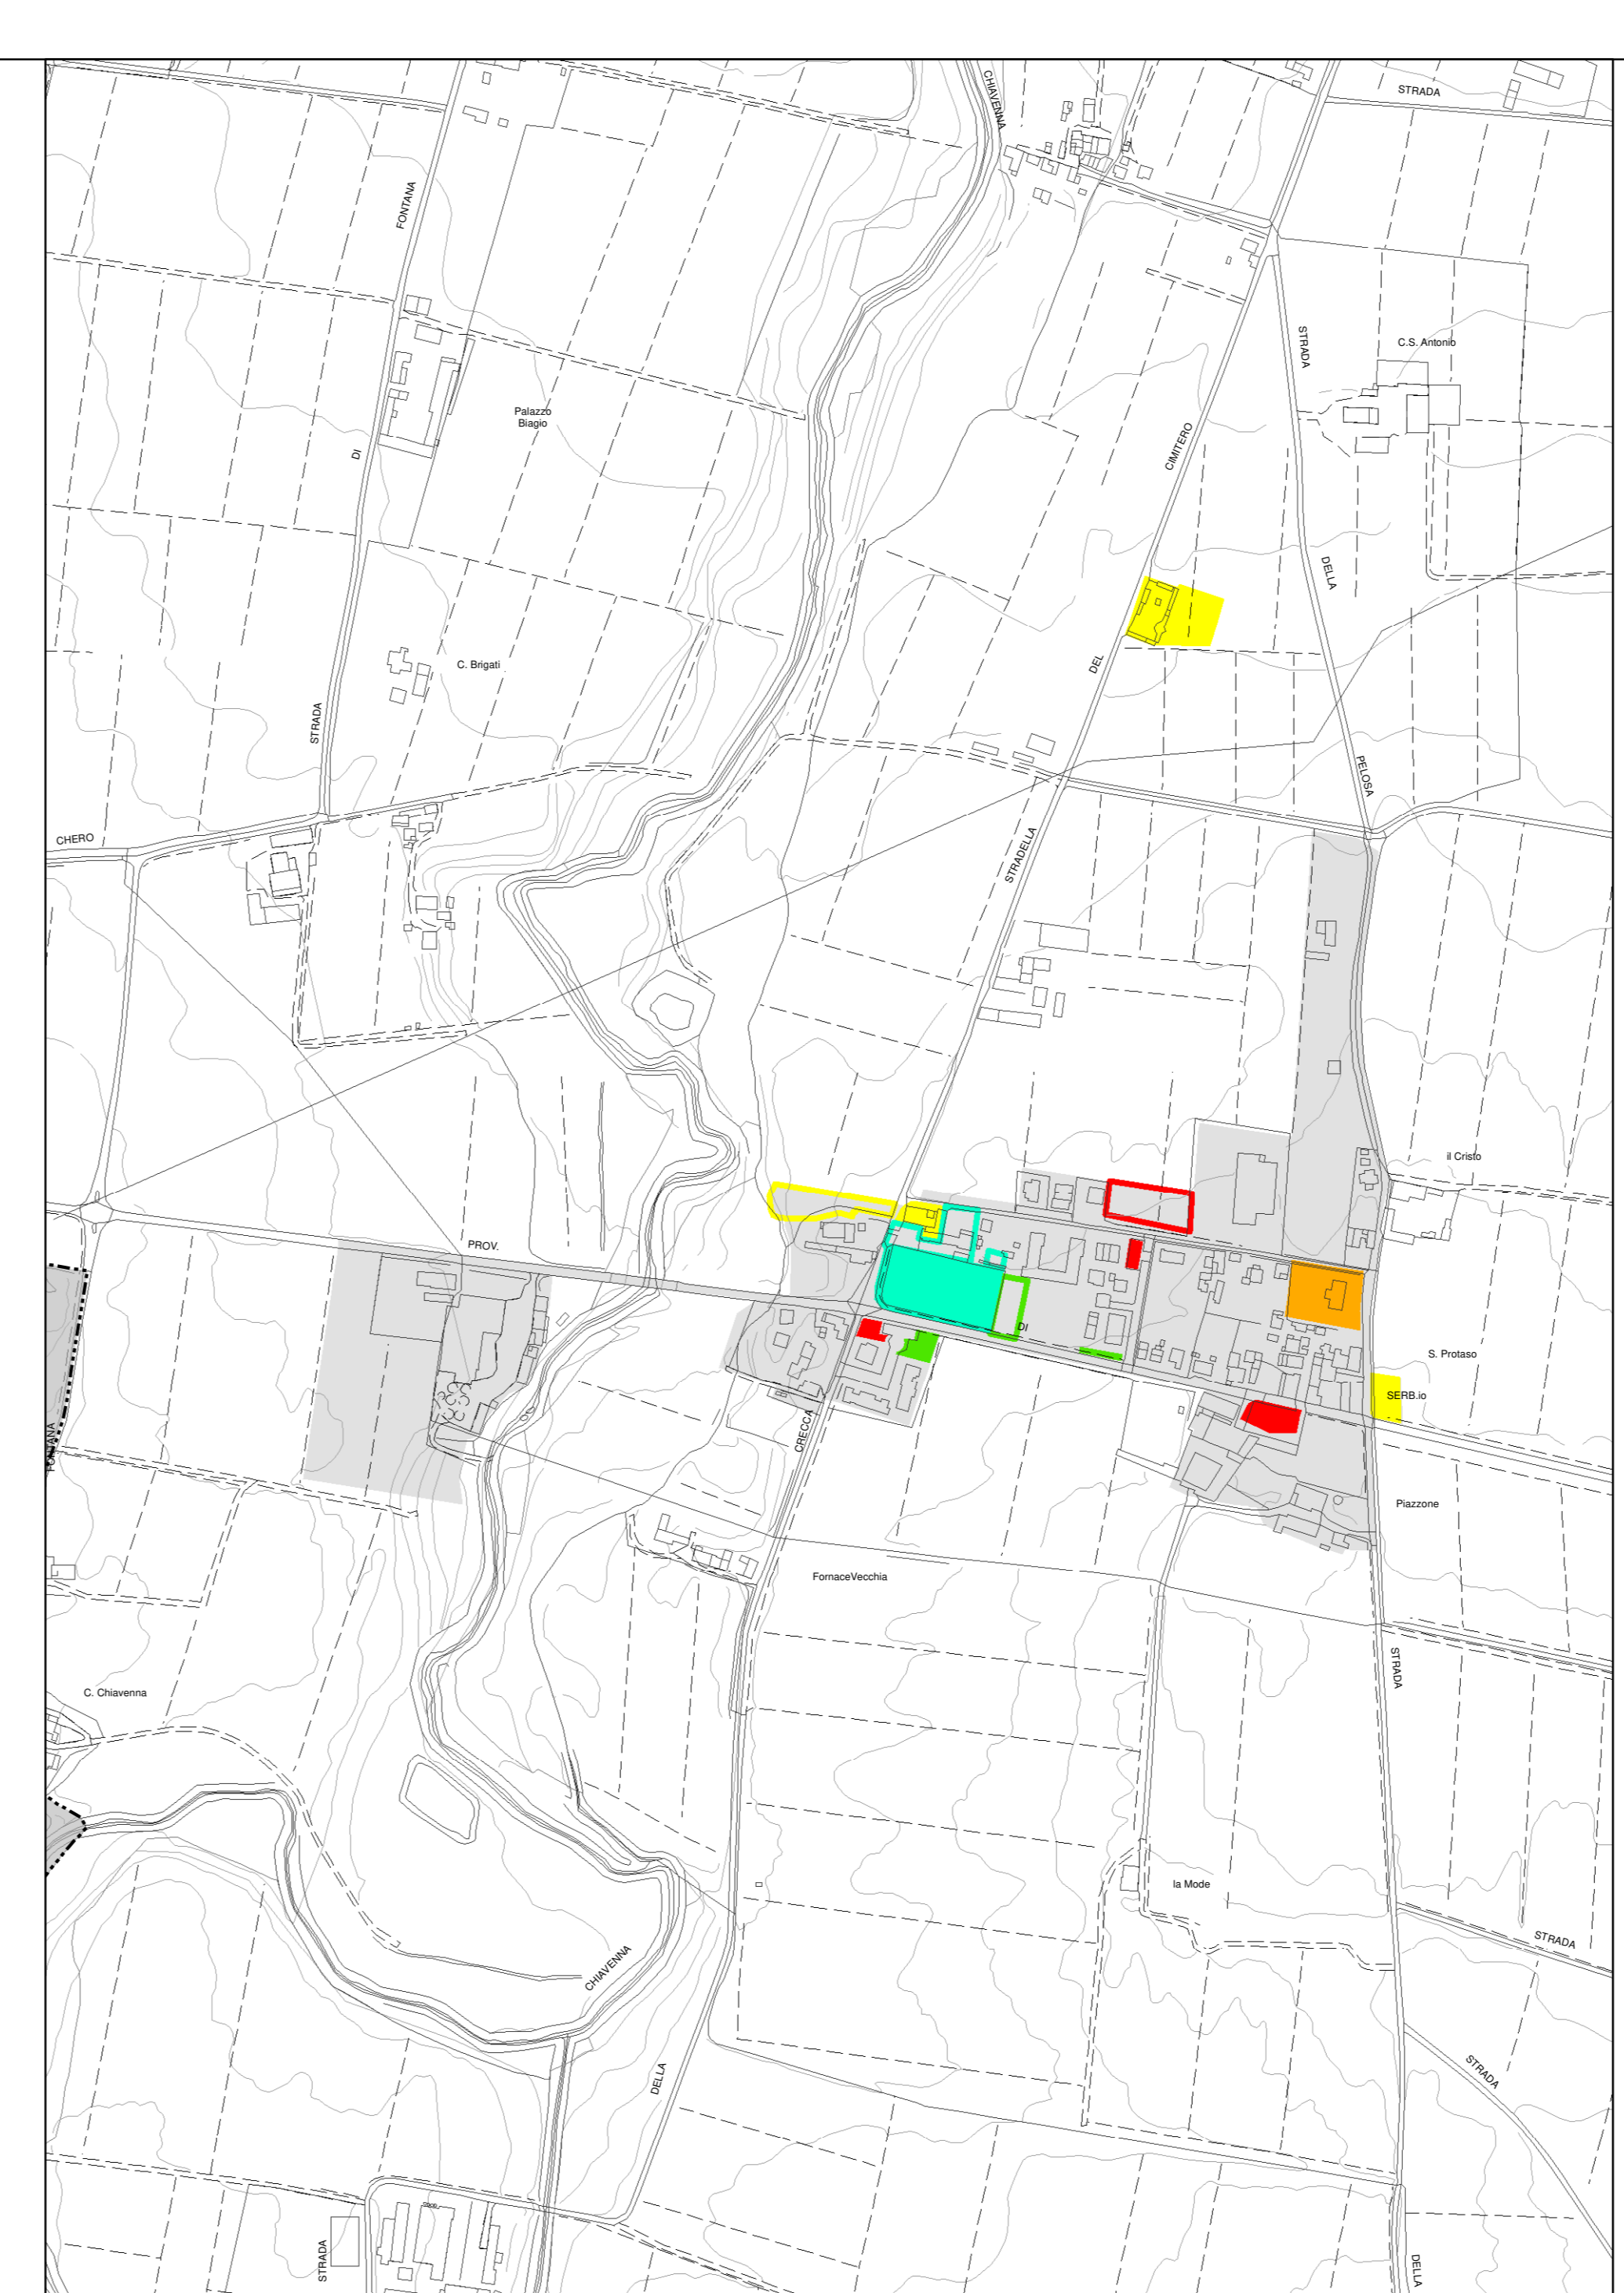 CHIAVENNA
STRADA
FONTANA
STRADA
C.S. Antonio
Palazzo
Biagio
CIMITERO
DI
DELLA
DEL
C. Brigati
STRADA
PELOSA
CHERO
STRADELLA
il Cristo
PROV.
DI
S. Protaso
SERB.io
CRECCA
FONTANA
Piazzone
FornaceVecchia
STRADA
C. Chiavenna
la Mode
STRADA
CHIAVENNA
STRADA
DELLA
STRADA
DELLA